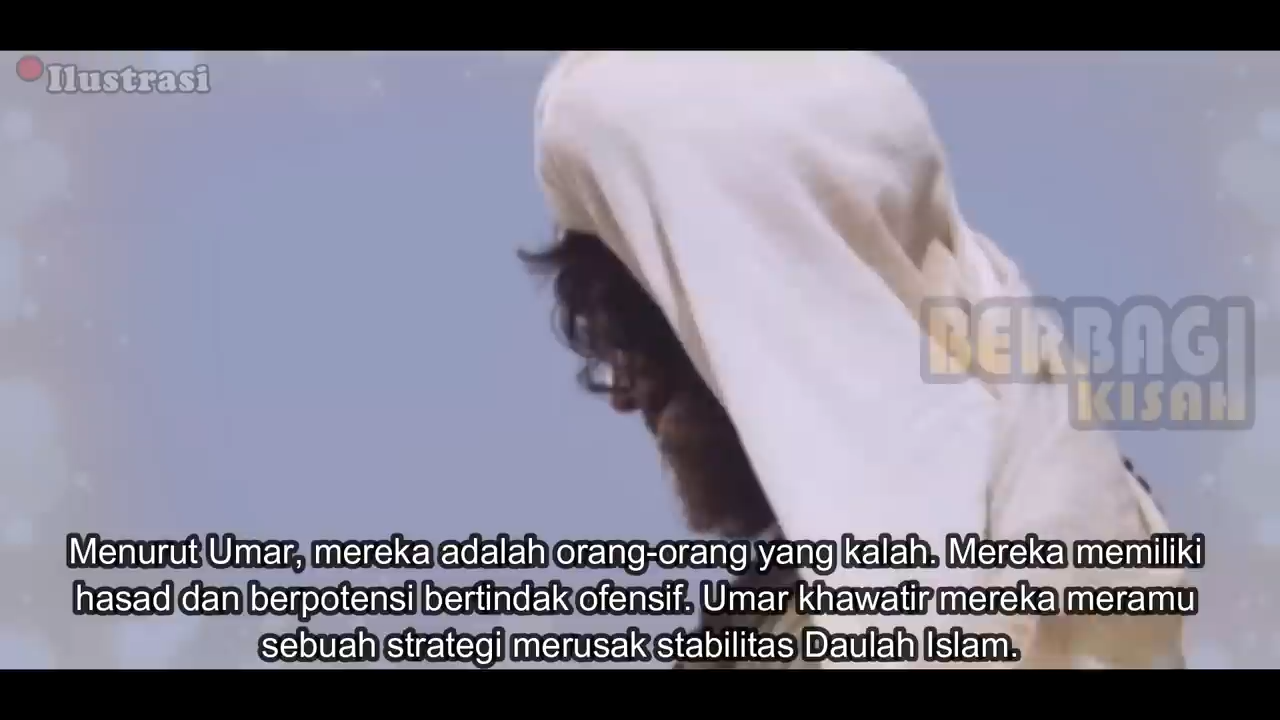 Ilustrasi
BERBAGI
KISAH
Menurut Umar, mereka adalah orang-orang yang kalah. Mereka memiliki
hasad dan berpotensi bertindak ofensif. Umar khawatir mereka meramu
sebuah strategi merusak stabilitas Daulah Islam.